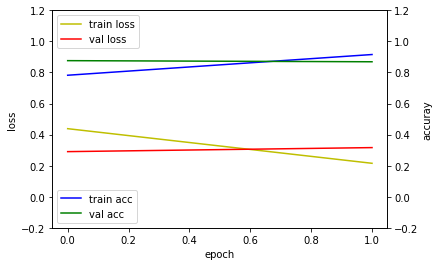 1.2
1.0
0.8
0.6
0.4
0.2
0.0
−0.2
loss
train loss
val loss
train acc
val acc
1.2
1.0
0.8
0.6
0.4
0.2
0.0
−0.2
accuray
0.0 0.2 0.4 0.6 0.8 1.0
epoch